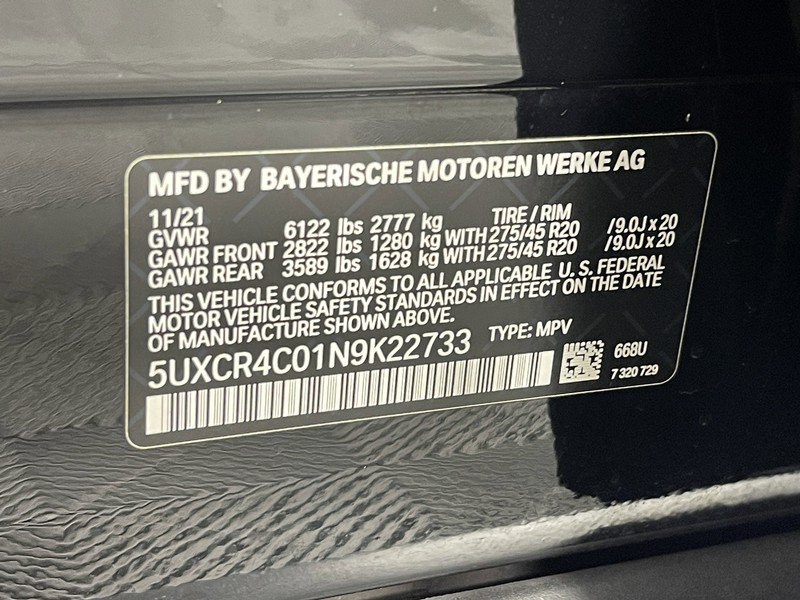 MFD BY BAYERISCHE MOTOREN WERKE AG
11/21 TIRE / RIM
GVWR 6122 lbs 2777 kg
GAWR FRONT 2822 lbs 1280 kg WITH 275/45 R20 /9.0J x 20
GAWR REAR 3589 lbs 1628 kg WITH 275/45 R20 /9.0J x 20
THIS VEHICLE CONFORMS TO ALL APPLICABLE U. S. FEDERAL
MOTOR VEHICLE SAFETY STANDARDS IN EFFECT ON THE DATE
OF MANUFACTURE SHOWN ABOVE.
5UXCR4C01N9K22733 TYPE: MPV
668U
7 320 729